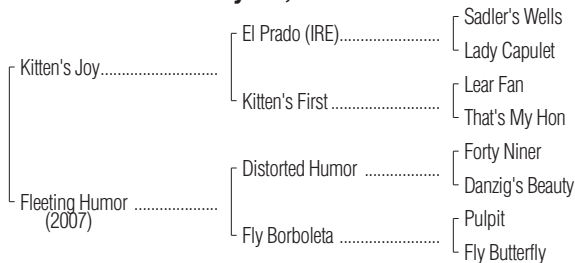 Sadler's Wells
El Prado (IRE)....................
Lady Capulet
Kitten's Joy............................
Lear Fan
Kitten's First ..........................
That's My Hon
Forty Niner
Distorted Humor ..................
Danzig's Beauty
Fleeting Humor ....................
(2007)
Pulpit
Fly Borboleta ........................
Fly Butterfly